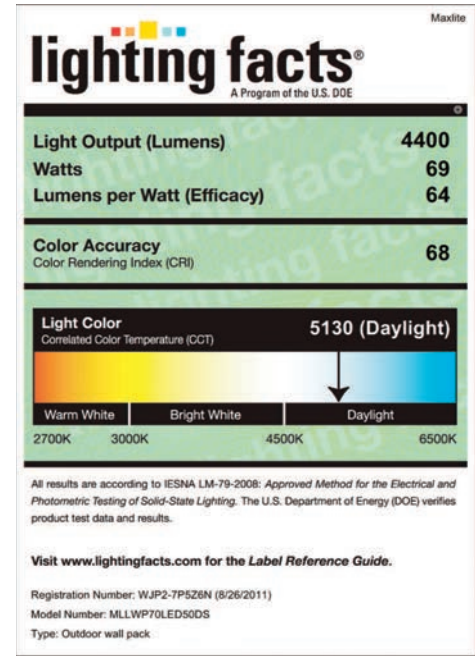 Maxlite
lighting facts®
A Program of the U.S. DOE
Light Output (Lumens) 4400
Watts 69
Lumens per Watt (Efficacy) 64
Color Accuracy 68
Color Rendering Index (CRI)
Light Color 5130 (Daylight)
Correlated Color Temperature (CCT)
Warm White Bright White Daylight
2700K 3000K 4500K 6500K
All results are according to IESNA LM-79-2008: Approved Method for the Electrical and
Photometric Testing of Solid-State Lighting. The U.S. Department of Energy (DOE) verifies
product test data and results.
Visit www.lightingfacts.com for the Label Reference Guide.
Registration Number: WJP2-7P5Z6N (8/26/2011)
Model Number: MLLWP70LED50DS
Type: Outdoor wall pack